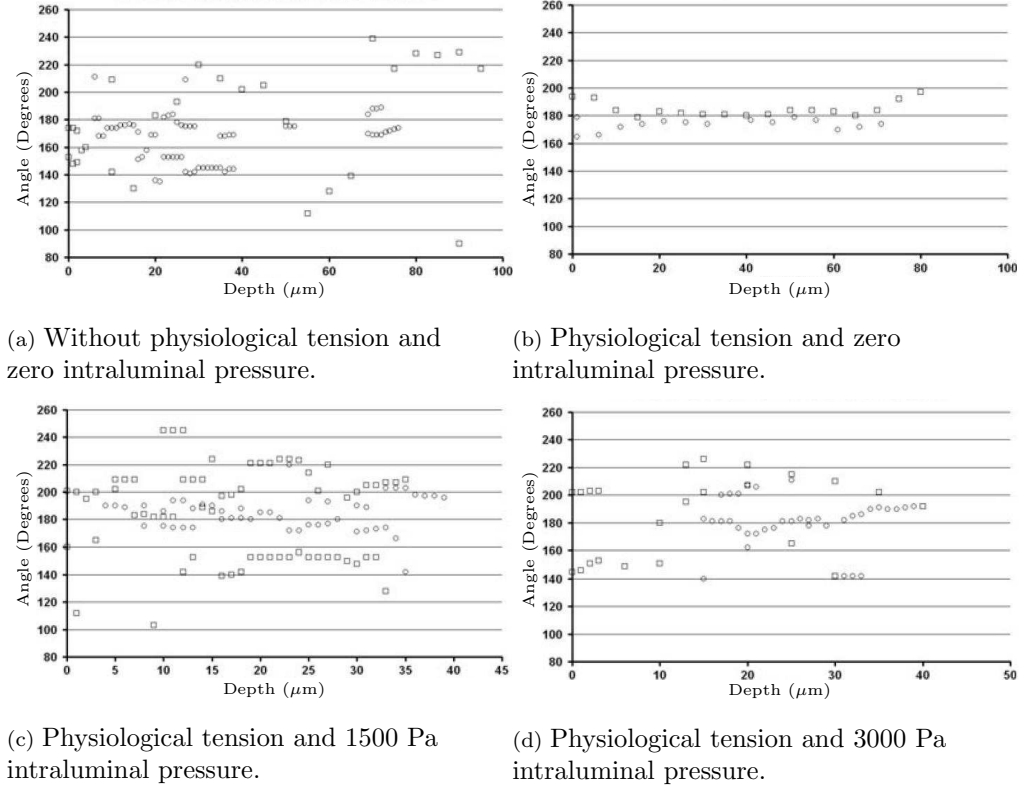 260
240
220
200
180
160
140
120
100
80
Angle (Degrees)
0 20 40 60 80 100
Depth (μm)
(a) Without physiological tension and
zero intraluminal pressure.
260
240
220
200
180
160
140
120
100
80
Angle (Degrees)
0 20 40 60 80 100
Depth (μm)
(b) Physiological tension and zero
intraluminal pressure.
260
240
220
200
180
160
140
120
100
80
Angle (Degrees)
0 5 10 15 20 25 30 35 40 45
Depth (μm)
(c) Physiological tension and 1500 Pa
intraluminal pressure.
260
240
220
200
180
160
140
120
100
80
Angle (Degrees)
0 10 20 30 40 50
Depth (μm)
(d) Physiological tension and 3000 Pa
intraluminal pressure.